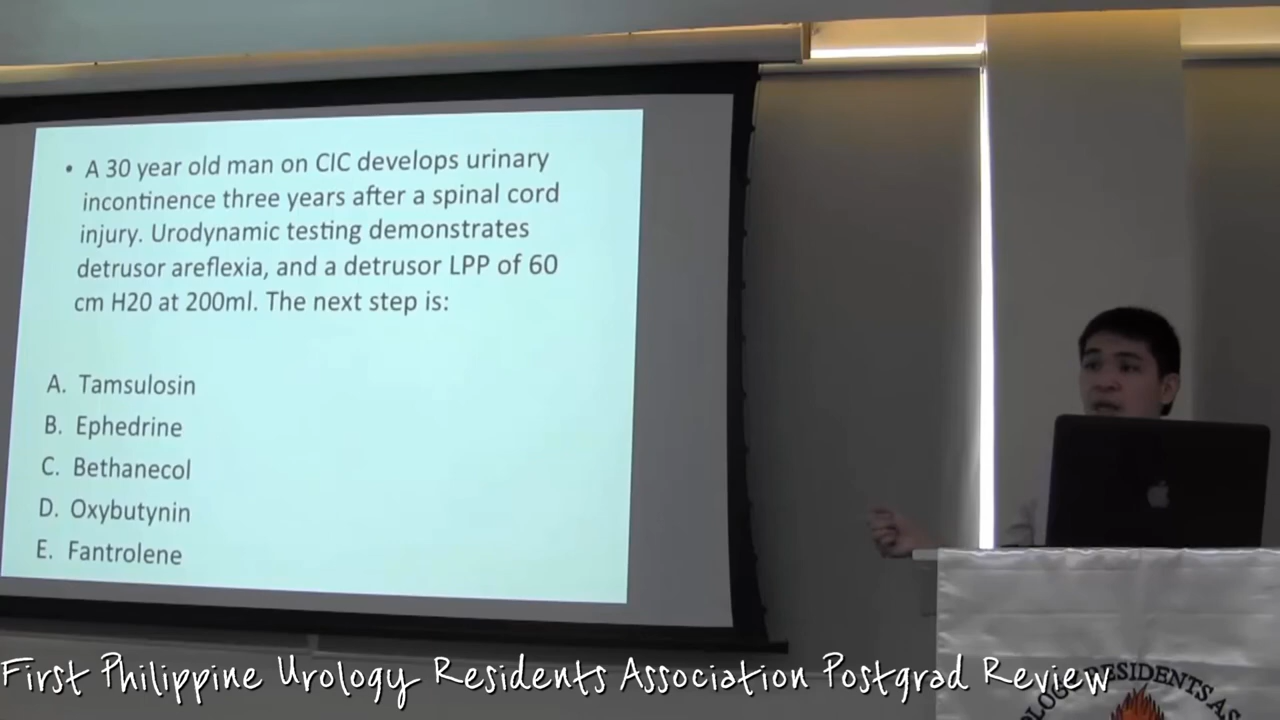 • A 30 year old man on CIC develops urinary
incontinence three years after a spinal cord
injury. Urodynamic testing demonstrates
detrusor areflexia, and a detrusor LPP of 60
cm H20 at 200ml. The next step is:
A. Tamsulosin
B. Ephedrine
C. Bethanecol
D. Oxybutynin
E. Fantrolene
First Philippine Urology Residents Association Postgrad Review